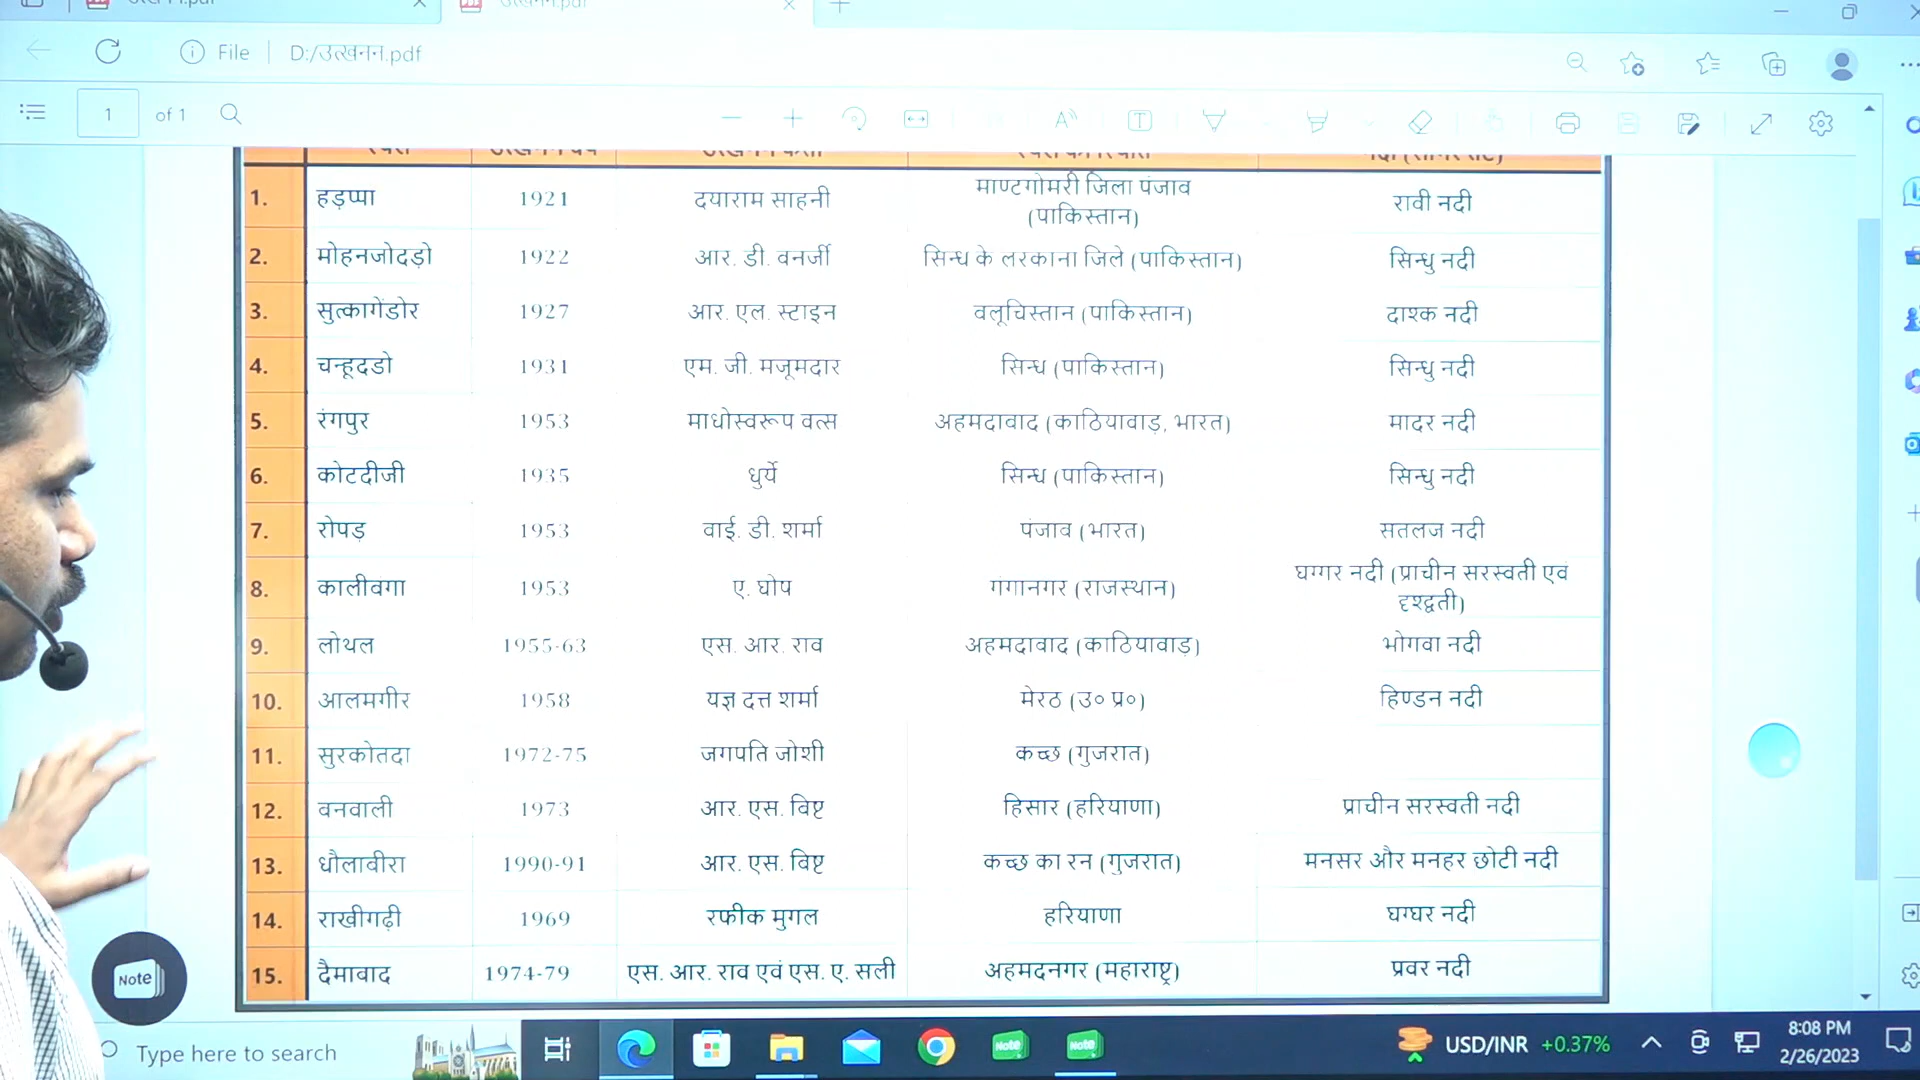 File
D:/उत्खनन.pdf
1 of 1
1. हड़प्पा 1921 दयाराम साहनी माण्टगोमरी जिला पंजाव (पाकिस्तान) रावी नदी
2. मोहनजोदड़ो 1922 आर. डी. वनर्जी सिन्ध के लरकाना जिले (पाकिस्तान) सिन्धु नदी
3. सुत्कागेंडोर 1927 आर. एल. स्टाइन वलूचिस्तान (पाकिस्तान) दाश्क नदी
4. चन्हूदडो 1931 एम. जी. मजूमदार सिन्ध (पाकिस्तान) सिन्धु नदी
5. रंगपुर 1953 माधोस्वरूप वत्स अहमदावाद (काठियावाड़, भारत) मादर नदी
6. कोटदीजी 1935 धुर्ये सिन्ध (पाकिस्तान) सिन्धु नदी
7. रोपड़ 1953 वाई. डी. शर्मा पंजाव (भारत) सतलज नदी
8. कालीवगा 1953 ए. घोप गंगानगर (राजस्थान) घग्गर नदी (प्राचीन सरस्वती एवं दृश्द्वती)
9. लोथल 1955-63 एस. आर. राव अहमदावाद (काठियावाड़) भोगवा नदी
10. आलमगीर 1958 यज्ञ दत्त शर्मा मेरठ (उ० प्र०) हिण्डन नदी
11. सुरकोतदा 1972-75 जगपति जोशी कच्छ (गुजरात)
12. वनवाली 1973 आर. एस. विष्ट हिसार (हरियाणा) प्राचीन सरस्वती नदी
13. धौलावीरा 1990-91 आर. एस. विष्ट कच्छ का रन (गुजरात) मनसर और मनहर छोटी नदी
14. राखीगढ़ी 1969 रफीक मुगल हरियाणा घग्घर नदी
15. दैमावाद 1974-79 एस. आर. राव एवं एस. ए. सली अहमदनगर (महाराष्ट्र) प्रवर नदी
Note
Type here to search
Note
Note
USD/INR +0.37%
8:08 PM
2/26/2023